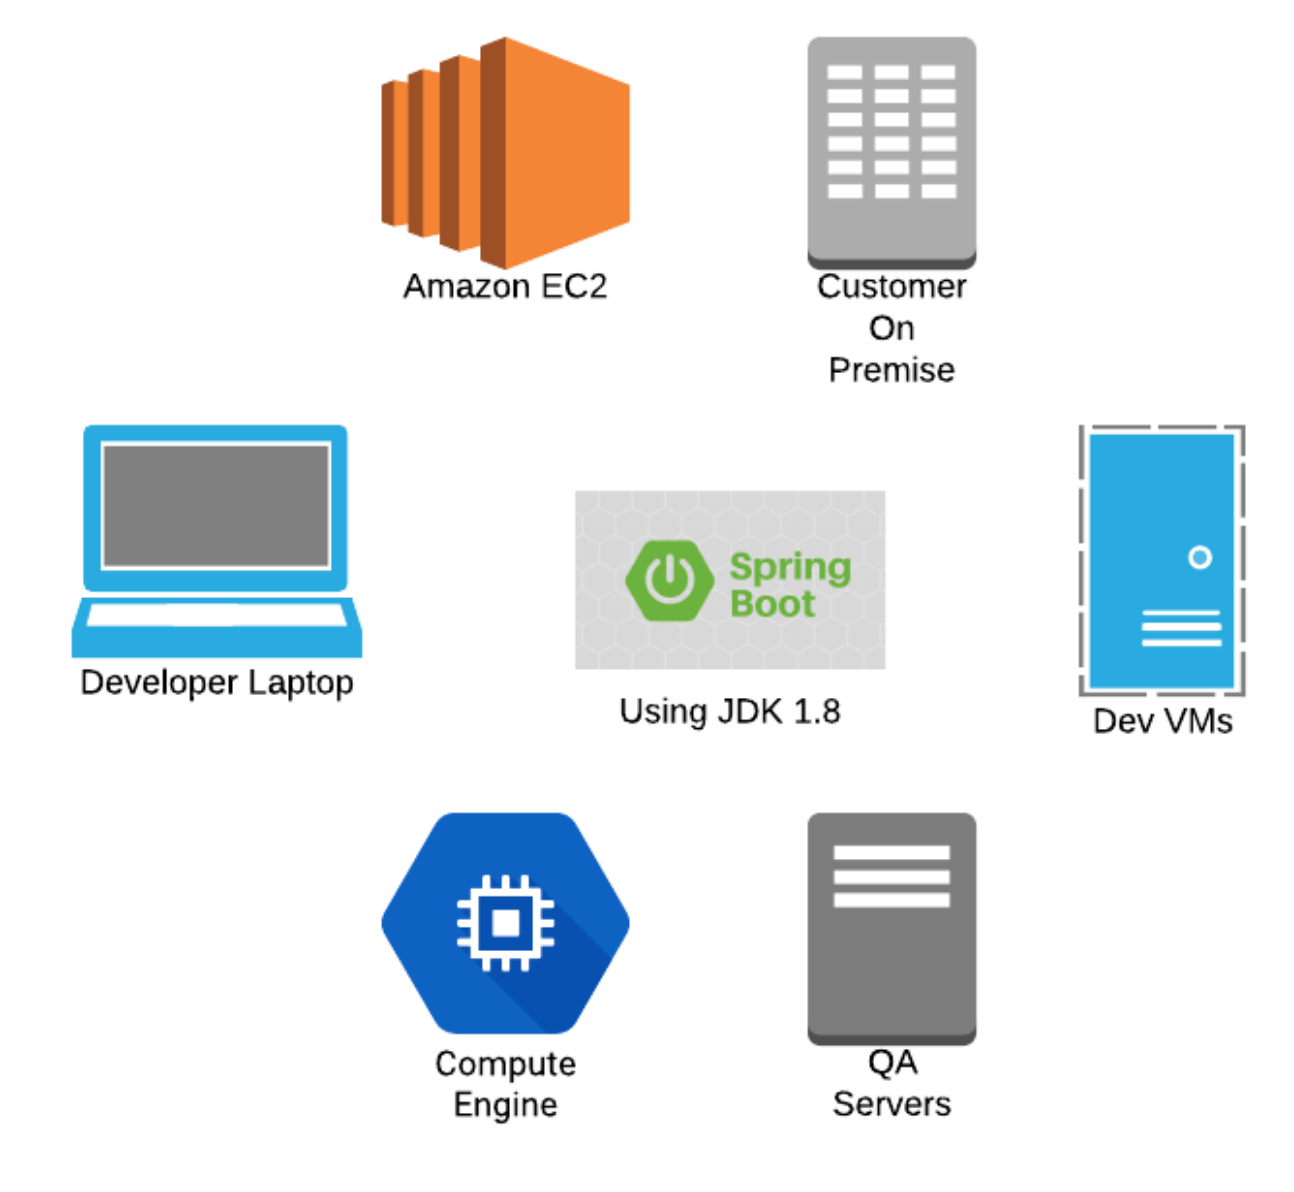 Amazon EC2
Customer
On
Premise
Developer Laptop
Spring
Boot
Using JDK 1.8
Dev VMs
Compute
Engine
QA
Servers